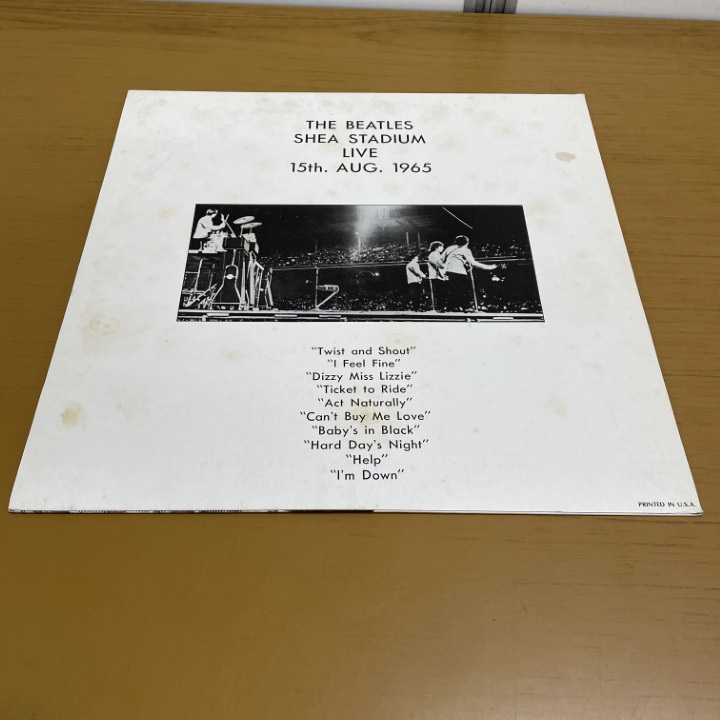 THE BEATLES
SHEA STADIUM
LIVE
15th. AUG. 1965
"Twist and Shout"
"I Feel Fine"
"Dizzy Miss Lizzie"
"Ticket to Ride"
"Act Naturally"
"Can't Buy Me Love"
"Baby's in Black"
"Hard Day's Night"
"Help"
"I'm Down"
PRINTED IN U.S.A.